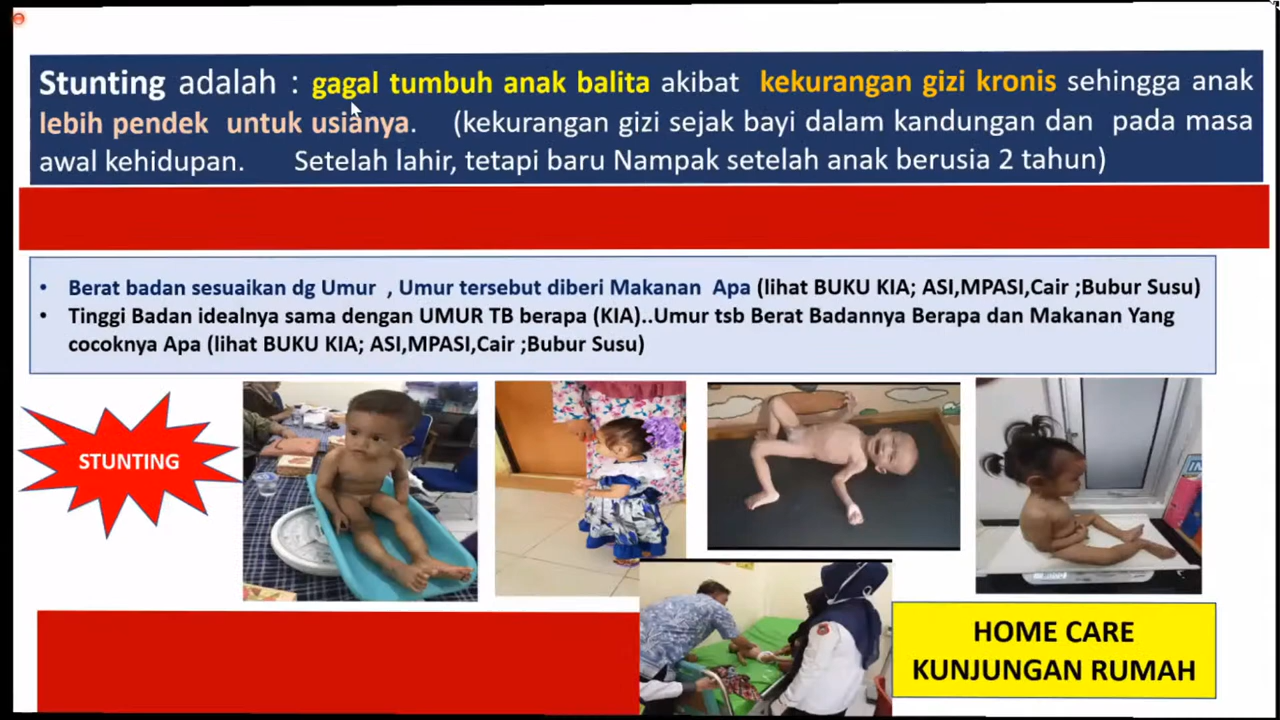 Stunting adalah : gagal tumbuh anak balita akibat kekurangan gizi kronis sehingga anak
lebih pendek untuk usianya. (kekurangan gizi sejak bayi dalam kandungan dan pada masa
awal kehidupan. Setelah lahir, tetapi baru Nampak setelah anak berusia 2 tahun)
• Berat badan sesuaikan dg Umur , Umur tersebut diberi Makanan Apa (lihat BUKU KIA; ASI,MPASI,Cair ;Bubur Susu)
• Tinggi Badan idealnya sama dengan UMUR TB berapa (KIA)..Umur tsb Berat Badannya Berapa dan Makanan Yang
cocoknya Apa (lihat BUKU KIA; ASI,MPASI,Cair ;Bubur Susu)
STUNTING
HOME CARE
KUNJUNGAN RUMAH